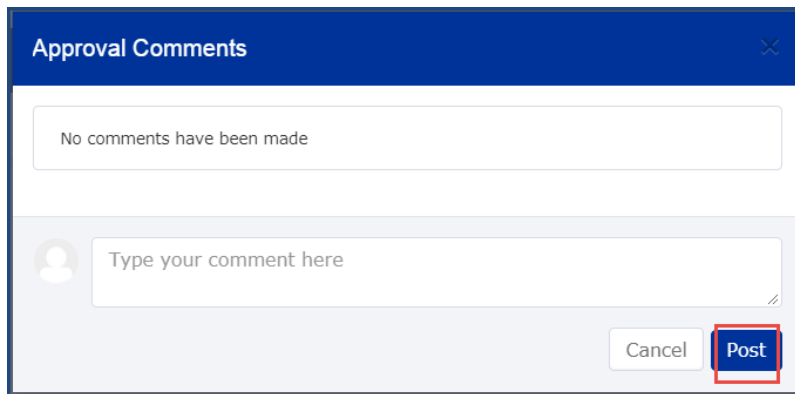 Approval Comments
No comments have been made
Type your comment here
Cancel
Post